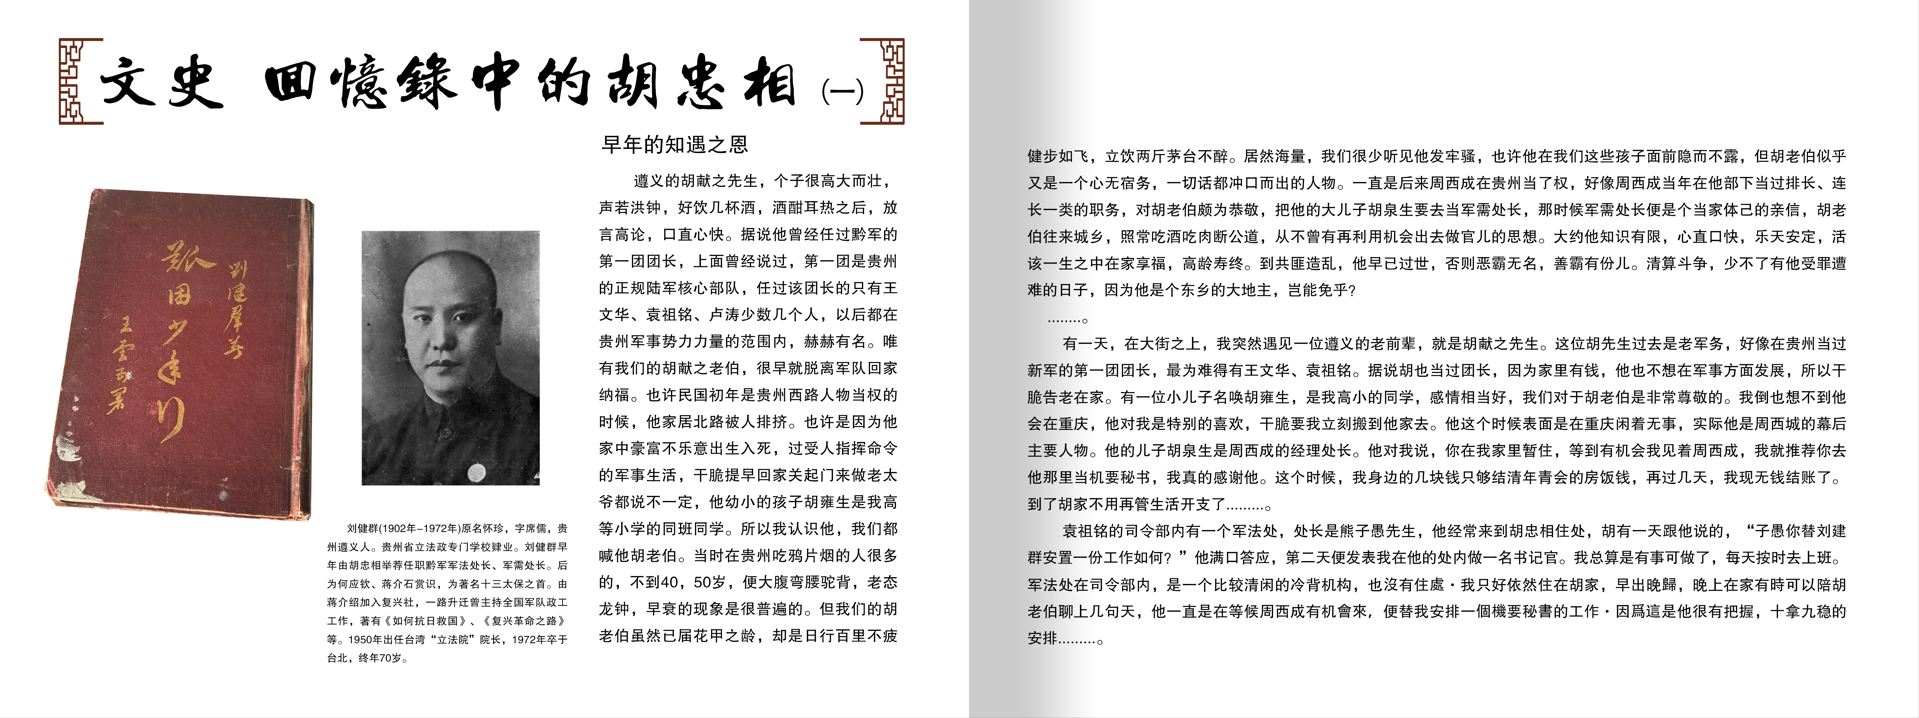 文史 回憶錄中的胡忠相(一)
劉健羣著
艱困少年行
王雲五署
刘健群(1902年-1972年)原名怀珍，字席儒，贵
州遵义人。贵州省立法政专门学校肄业。刘健群早
年由胡忠相举荐任职黔军军法处长、军需处长。后
为何应钦、蒋介石赏识，为著名十三太保之首。由
蒋介绍加入复兴社，一路升迁曾主持全国军队政工
工作，著有《如何抗日救国》、《复兴革命之路》
等。1950年出任台湾“立法院”院长，1972年卒于
台北，终年70岁。
早年的知遇之恩
遵义的胡献之先生，个子很高大而壮，
声若洪钟，好饮几杯酒，酒酣耳热之后，放
言高论，口直心快。据说他曾经任过黔军的
第一团团长，上面曾经说过，第一团是贵州
的正规陆军核心部队，任过该团长的只有王
文华、袁祖铭、卢涛少数几个人，以后都在
贵州军事势力力量的范围内，赫赫有名。唯
有我们的胡献之老伯，很早就脱离军队回家
纳福。也许民国初年是贵州西路人物当权的
时候，他家居北路被人排挤。也许是因为他
家中豪富不乐意出生入死，过受人指挥命令
的军事生活，干脆提早回家关起门来做老太
爷都说不一定，他幼小的孩子胡雍生是我高
等小学的同班同学。所以我认识他，我们都
喊他胡老伯。当时在贵州吃鸦片烟的人很多
的，不到40，50岁，便大腹弯腰驼背，老态
龙钟，早衰的现象是很普遍的。但我们的胡
老伯虽然已届花甲之龄，却是日行百里不疲
健步如飞，立饮两斤茅台不醉。居然海量，我们很少听见他发牢骚，也许他在我们这些孩子面前隐而不露，但胡老伯似乎
又是一个心无宿务，一切话都冲口而出的人物。一直是后来周西成在贵州当了权，好像周西成当年在他部下当过排长、连
长一类的职务，对胡老伯颇为恭敬，把他的大儿子胡泉生要去当军需处长，那时候军需处长便是个当家体己的亲信，胡老
伯往来城乡，照常吃酒吃肉断公道，从不曾有再利用机会出去做官儿的思想。大约他知识有限，心直口快，乐天安定，活
该一生之中在家享福，高龄寿终。到共匪造乱，他早已过世，否则恶霸无名，善霸有份儿。清算斗争，少不了有他受罪遭
难的日子，因为他是个东乡的大地主，岂能免乎？
........。
有一天，在大街之上，我突然遇见一位遵义的老前辈，就是胡献之先生。这位胡先生过去是老军务，好像在贵州当过
新军的第一团团长，最为难得有王文华、袁祖铭。据说胡也当过团长，因为家里有钱，他也不想在军事方面发展，所以干
脆告老在家。有一位小儿子名唤胡雍生，是我高小的同学，感情相当好，我们对于胡老伯是非常尊敬的。我倒也想不到他
会在重庆，他对我是特别的喜欢，干脆要我立刻搬到他家去。他这个时候表面是在重庆闲着无事，实际他是周西城的幕后
主要人物。他的儿子胡泉生是周西成的经理处长。他对我说，你在我家里暂住，等到有机会我见着周西成，我就推荐你去
他那里当机要秘书，我真的感谢他。这个时候，我身边的几块钱只够结清年青会的房饭钱，再过几天，我现无钱结账了。
到了胡家不用再管生活开支了.........。
袁祖铭的司令部内有一个军法处，处长是熊子愚先生，他经常来到胡忠相住处，胡有一天跟他说的，“子愚你替刘建
群安置一份工作如何？”他满口答应，第二天便发表我在他的处内做一名书记官。我总算是有事可做了，每天按时去上班。
军法处在司令部内，是一个比较清闲的冷背机构，也沒有住處·我只好依然住在胡家，早出晚歸，晚上在家有時可以陪胡
老伯聊上几句天，他一直是在等候周西成有机會來，便替我安排一個機要秘書的工作·因爲這是他很有把握，十拿九稳的
安排.........。